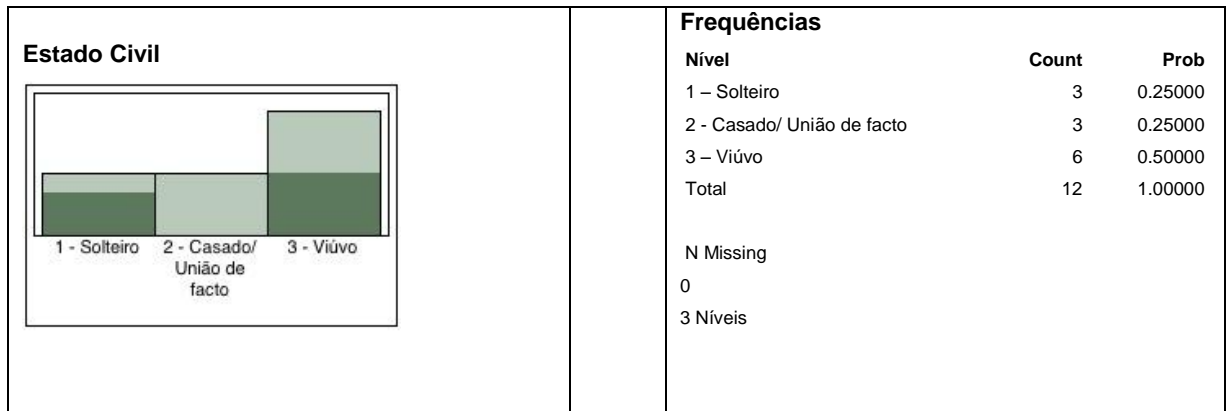 Estado Civil
1 - Solteiro
2 - Casado/
União de
facto
3 - Viúvo
Frequências
Nível Count Prob
1 – Solteiro 3 0.25000
2 - Casado/ União de facto 3 0.25000
3 – Viúvo 6 0.50000
Total 12 1.00000
N Missing
0
3 Níveis